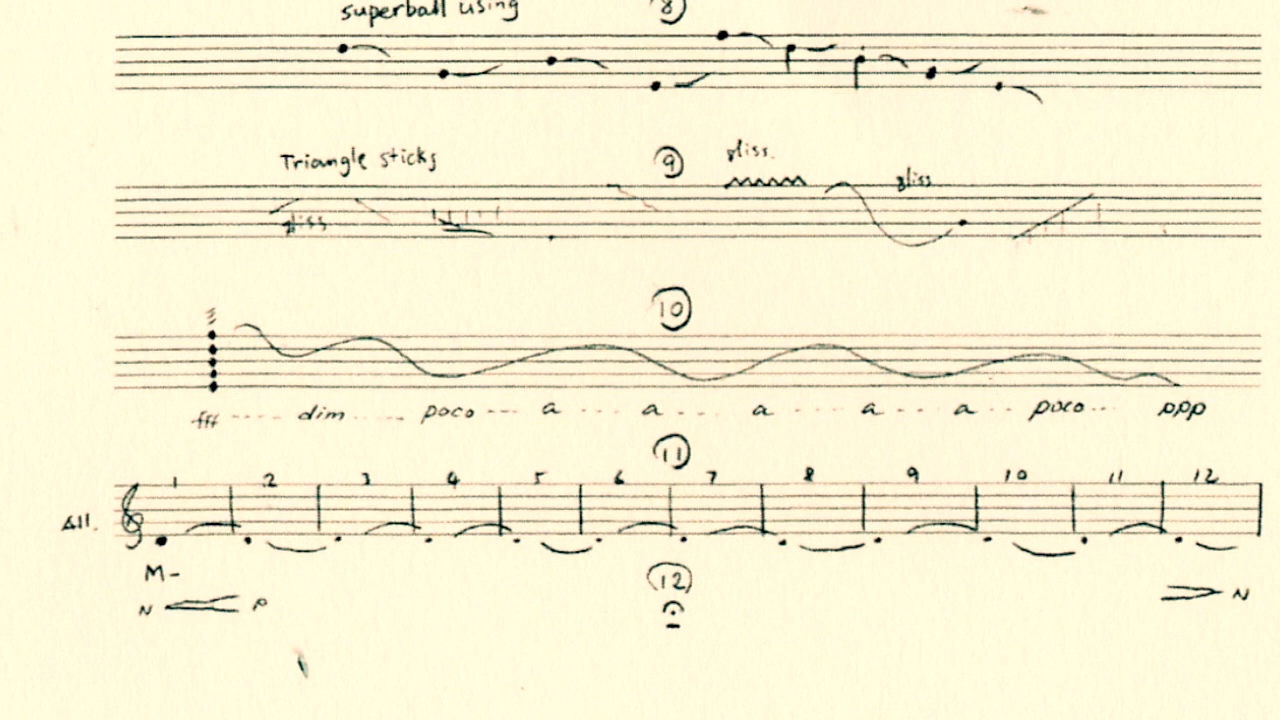 superball using 8
Triangle sticks 9 gliss.
gliss gliss
10
fff dim poco a a a a a poco ppp
11
1 2 3 4 5 6 7 8 9 10 11 12
All.
M-
12
N P N